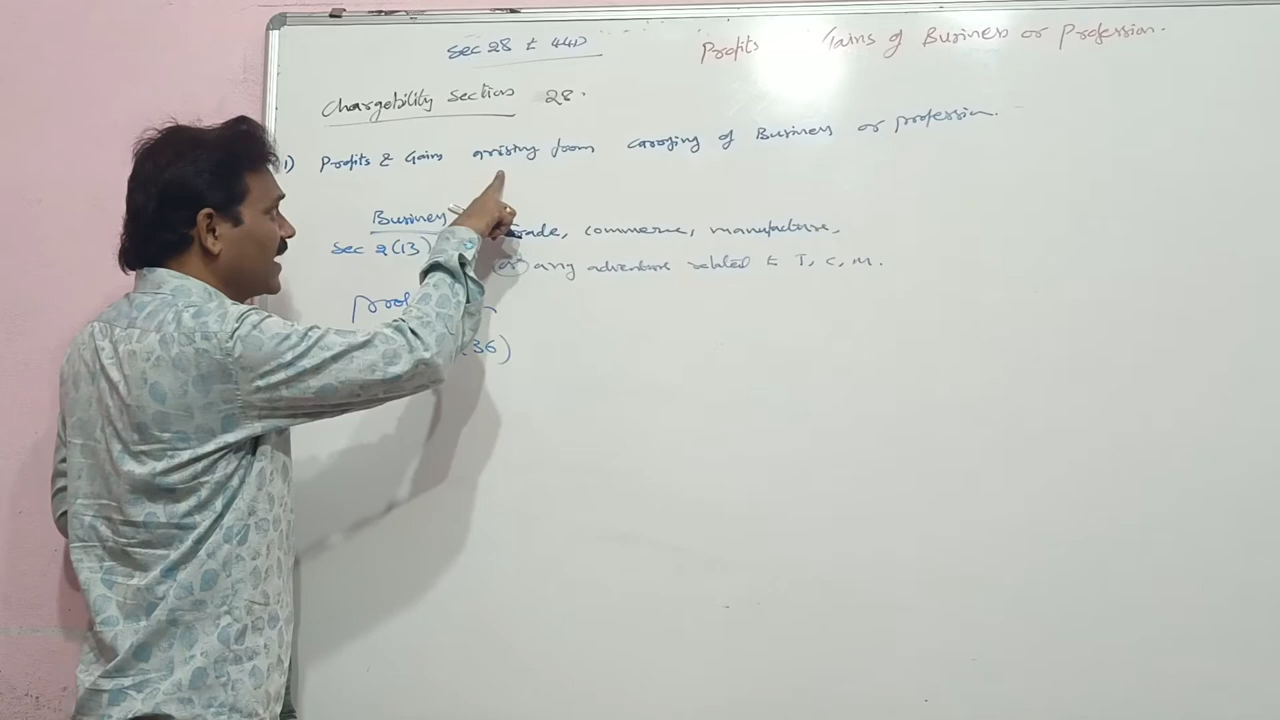 Sec 28 to 44D
Profits Gains of Business or Profession.
Chargebility Section 28.
1) Profits & Gains arising from carrying of Business or profession.
Business Trade, commerce, manufacture,
Sec 2(13)
or any adventure related to T, C, M.
36)